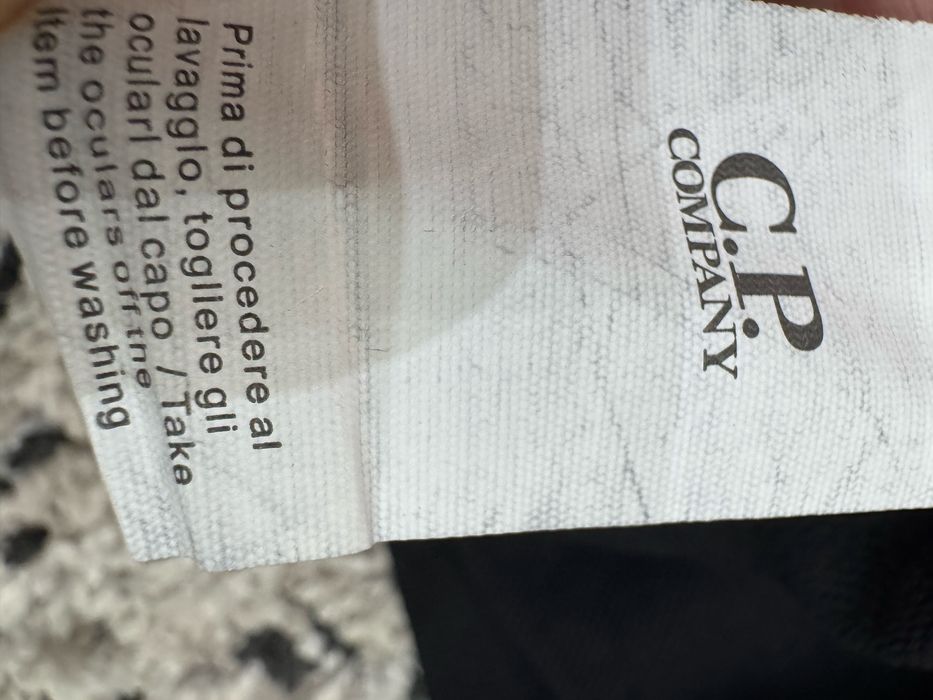 C.P.
COMPANY
Prima di procedere al
lavaggio, togliere gli
oculari dal capo / Take
the oculars off the
item before washing